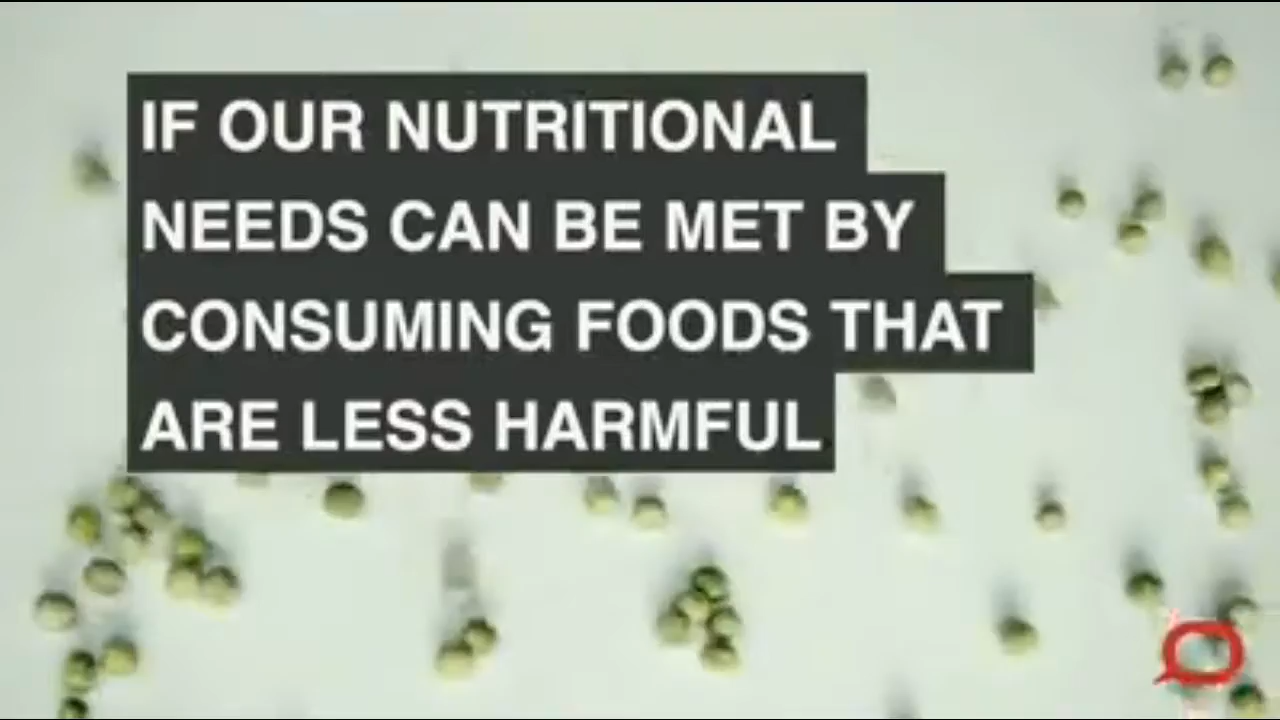 IF OUR NUTRITIONAL
NEEDS CAN BE MET BY
CONSUMING FOODS THAT
ARE LESS HARMFUL